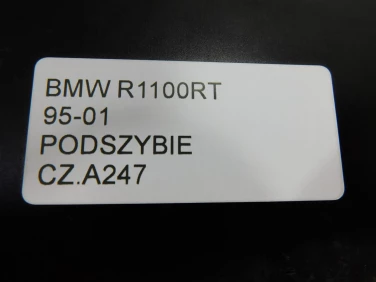 BMW R1100RT
95-01
PODSZYBIE
CZ.A247